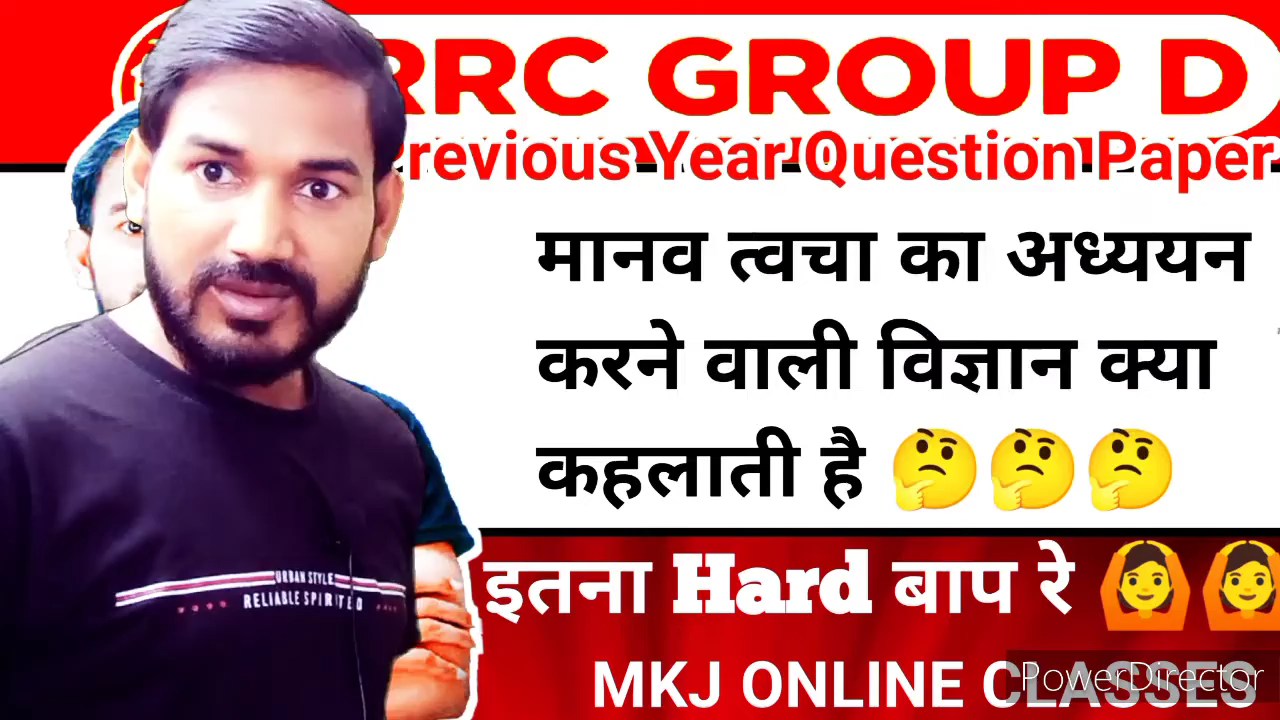 RRC GROUP D
Previous Year Question Paper
मानव त्वचा का अध्ययन
करने वाली विज्ञान क्या
कहलाती है 🤔🤔🤔
इतना Hard बाप रे 🙆🙆
MKJ ONLINE CLASSES
PowerDirector
URBAN STYLE
RELIABLE SPIRITED